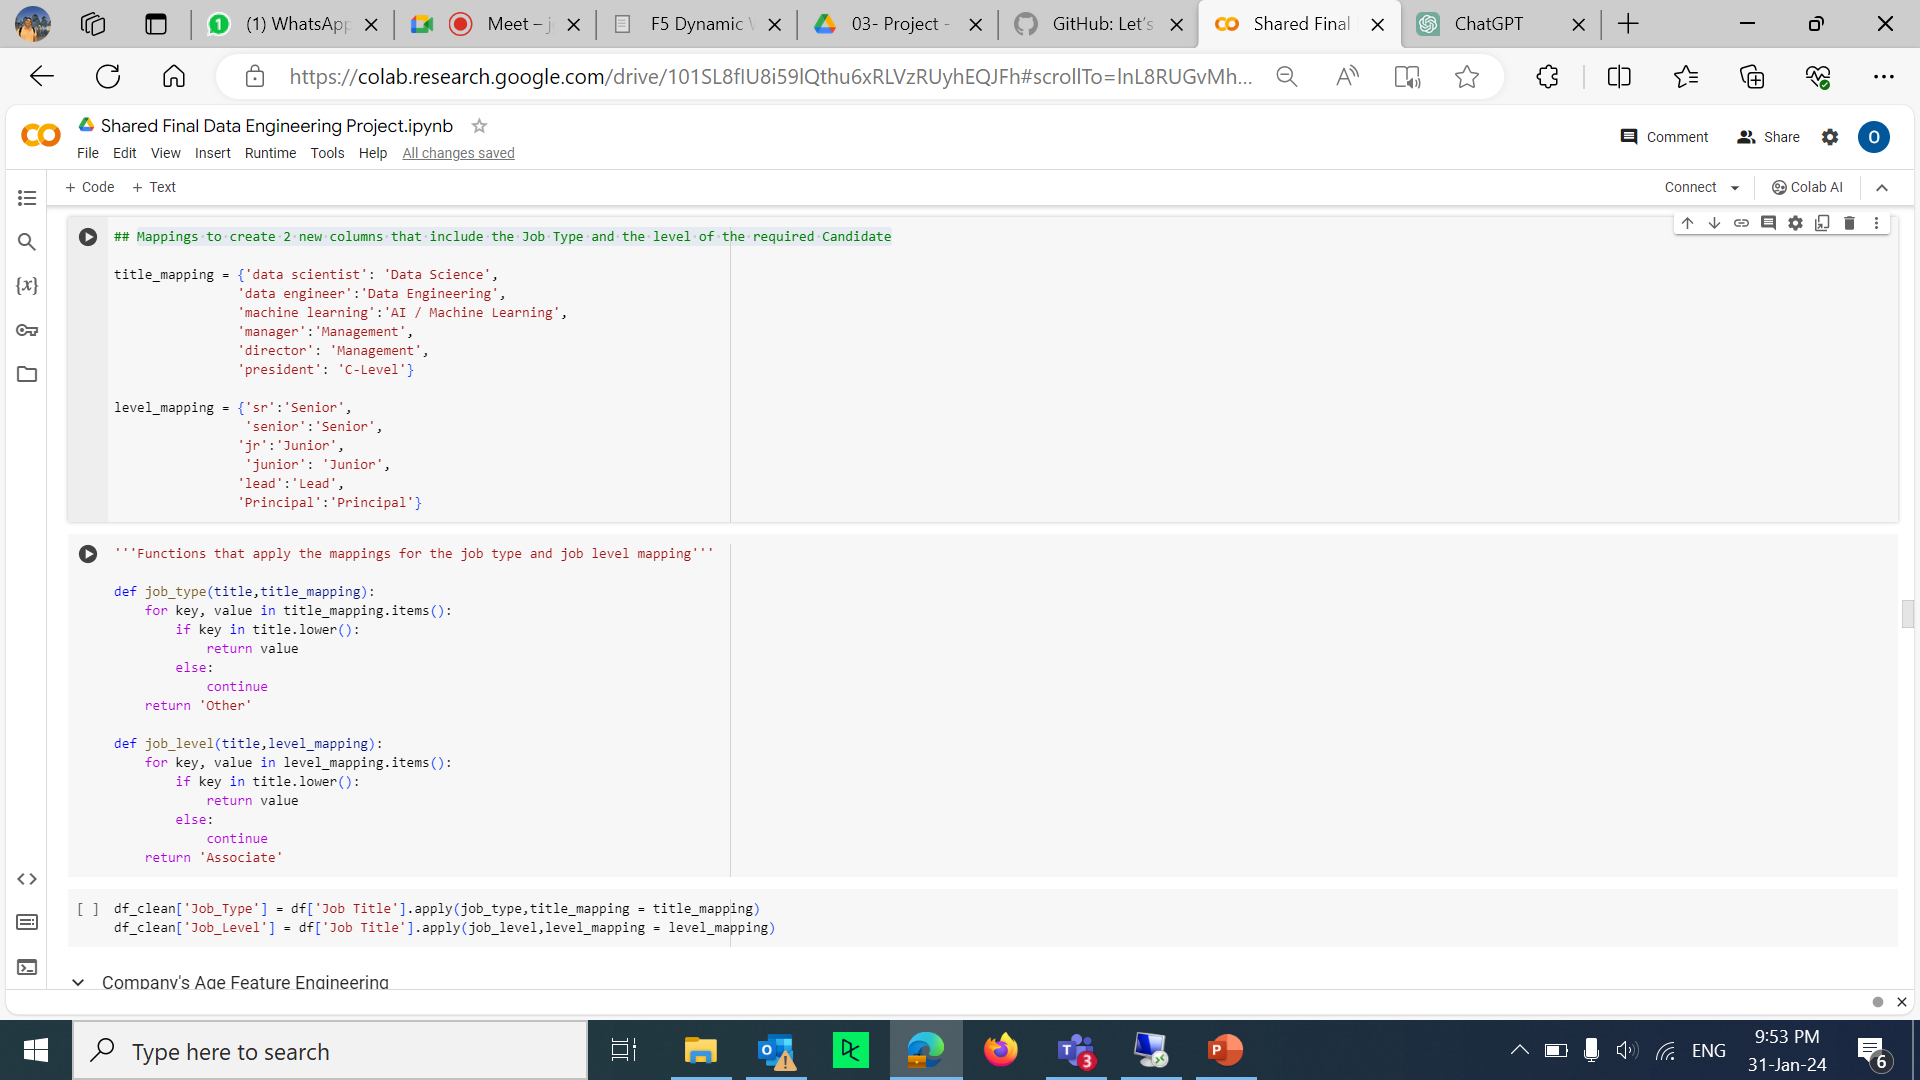 (1) WhatsApp
Meet – j
F5 Dynamic
03- Project -
GitHub: Let's
Shared Final
ChatGPT
https://colab.research.google.com/drive/101SL8fIU8i59lQthu6xRLVzRUyhEQJFh#scrollTo=lnL8RUGvMh...
Shared Final Data Engineering Project.ipynb
File Edit View Insert Runtime Tools Help All changes saved
Comment Share O
+ Code + Text
Connect Colab AI
## Mappings to create 2 new columns that include the Job Type and the level of the required Candidate
title_mapping = {'data scientist': 'Data Science',
'data engineer':'Data Engineering',
'machine learning':'AI / Machine Learning',
'manager':'Management',
'director': 'Management',
'president': 'C-Level'}
level_mapping = {'sr':'Senior',
'senior':'Senior',
'jr':'Junior',
'junior': 'Junior',
'lead':'Lead',
'Principal':'Principal'}
'''Functions that apply the mappings for the job type and job level mapping'''
def job_type(title,title_mapping):
for key, value in title_mapping.items():
if key in title.lower():
return value
else:
continue
return 'Other'
def job_level(title,level_mapping):
for key, value in level_mapping.items():
if key in title.lower():
return value
else:
continue
return 'Associate'
[ ] df_clean['Job_Type'] = df['Job Title'].apply(job_type,title_mapping = title_mapping)
df_clean['Job_Level'] = df['Job Title'].apply(job_level,level_mapping = level_mapping)
Company's Age Feature Engineering
Type here to search
3
ENG
9:53 PM
31-Jan-24
6